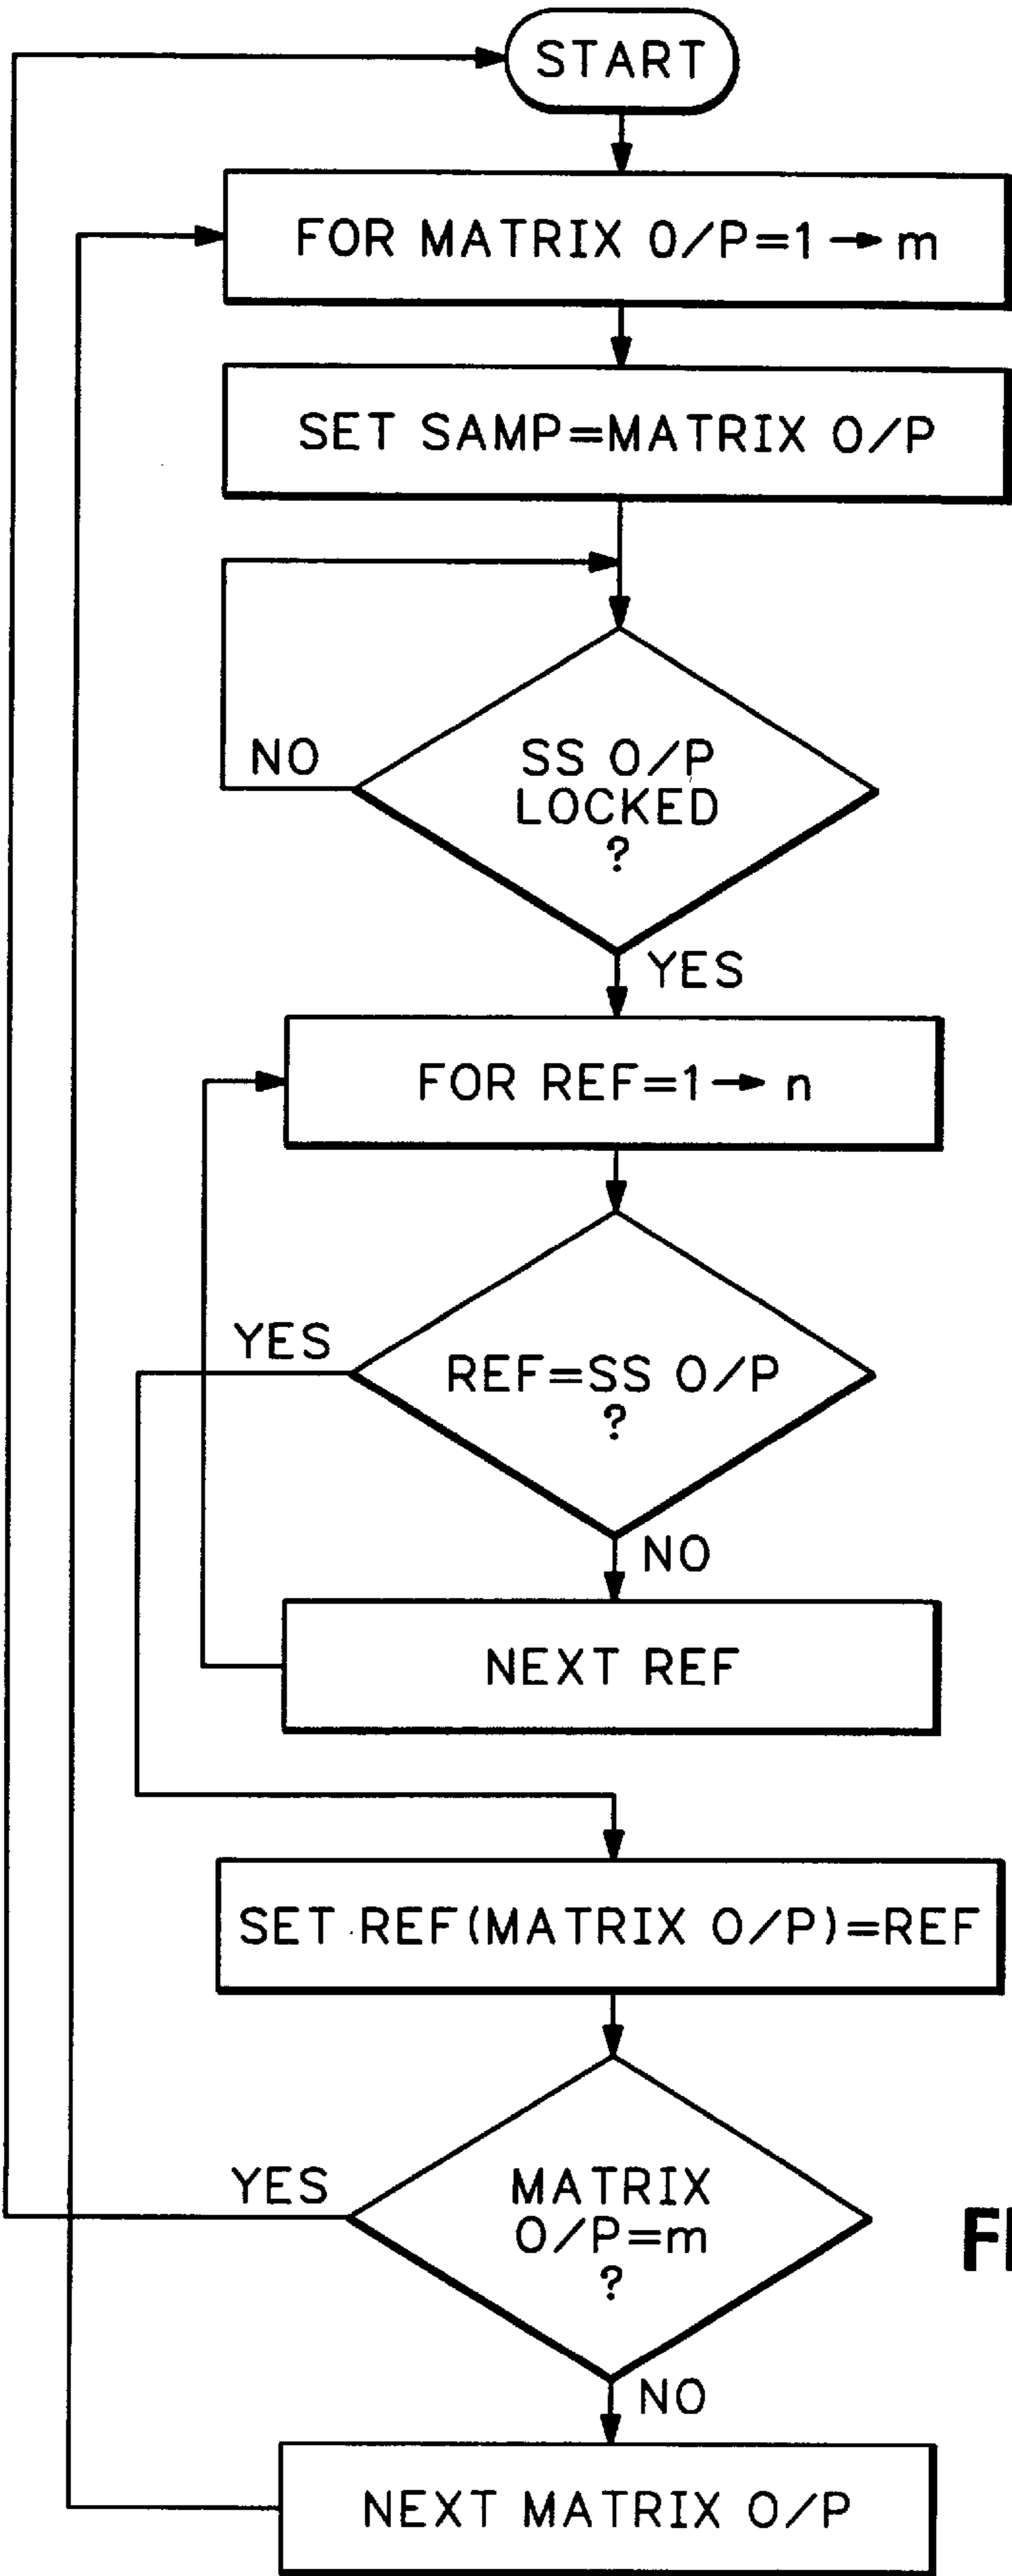 START
FOR MATRIX O/P=1→m
SET SAMP=MATRIX O/P
SS O/P
LOCKED
?
NO
YES
FOR REF=1→n
REF=SS O/P
?
YES
NO
NEXT REF
SET REF(MATRIX O/P)=REF
MATRIX
O/P=m
?
YES
NO
NEXT MATRIX O/P